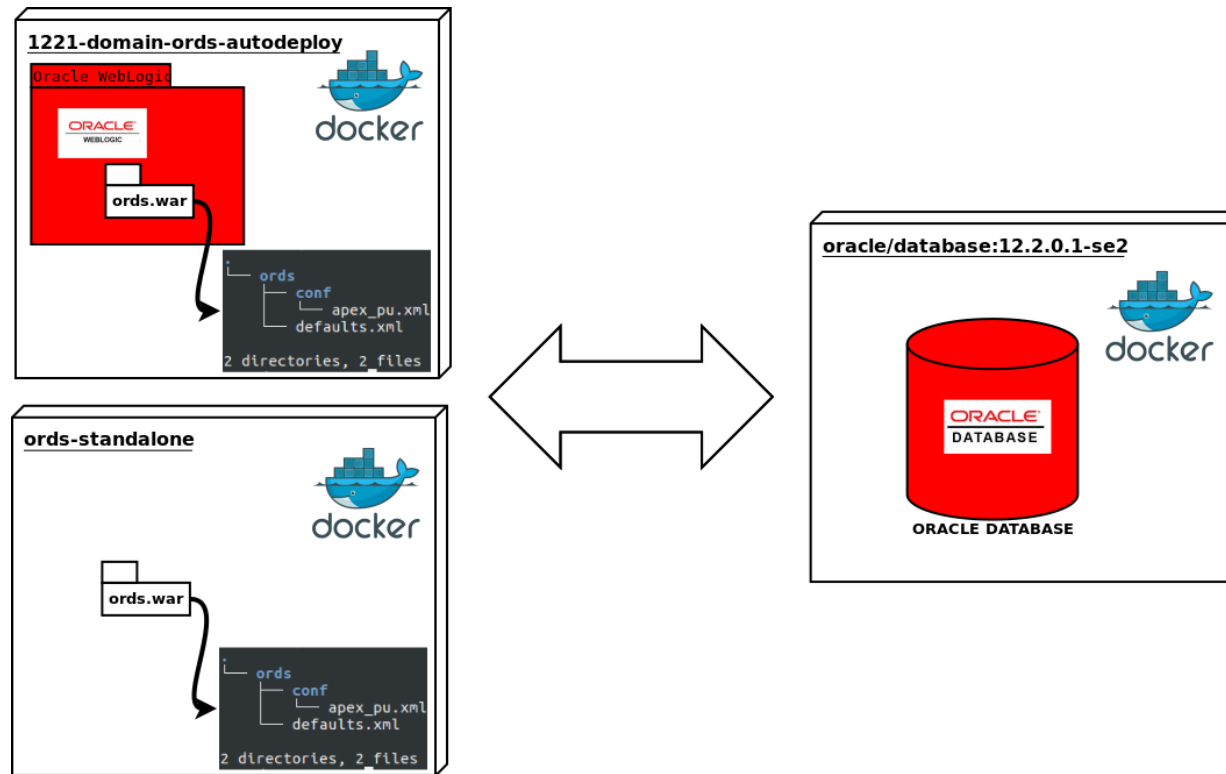 1221-domain-ords-autodeploy
Oracle WebLogic
ORACLE
WEBLOGIC
docker
ords.war
.
└── ords
    ├── conf
    │   └── apex_pu.xml
    └── defaults.xml
2 directories, 2 files
ords-standalone
docker
ords.war
.
└── ords
    ├── conf
    │   └── apex_pu.xml
    └── defaults.xml
2 directories, 2 files
oracle/database:12.2.0.1-se2
docker
ORACLE
DATABASE
ORACLE DATABASE